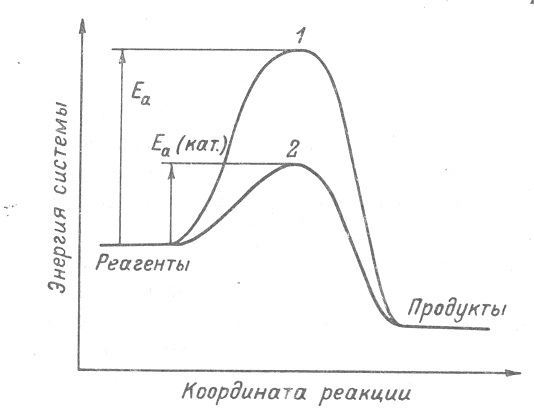 1
Eа
Eа (кат.)
2
Энергия системы
Реагенты
Продукты
Координата реакции